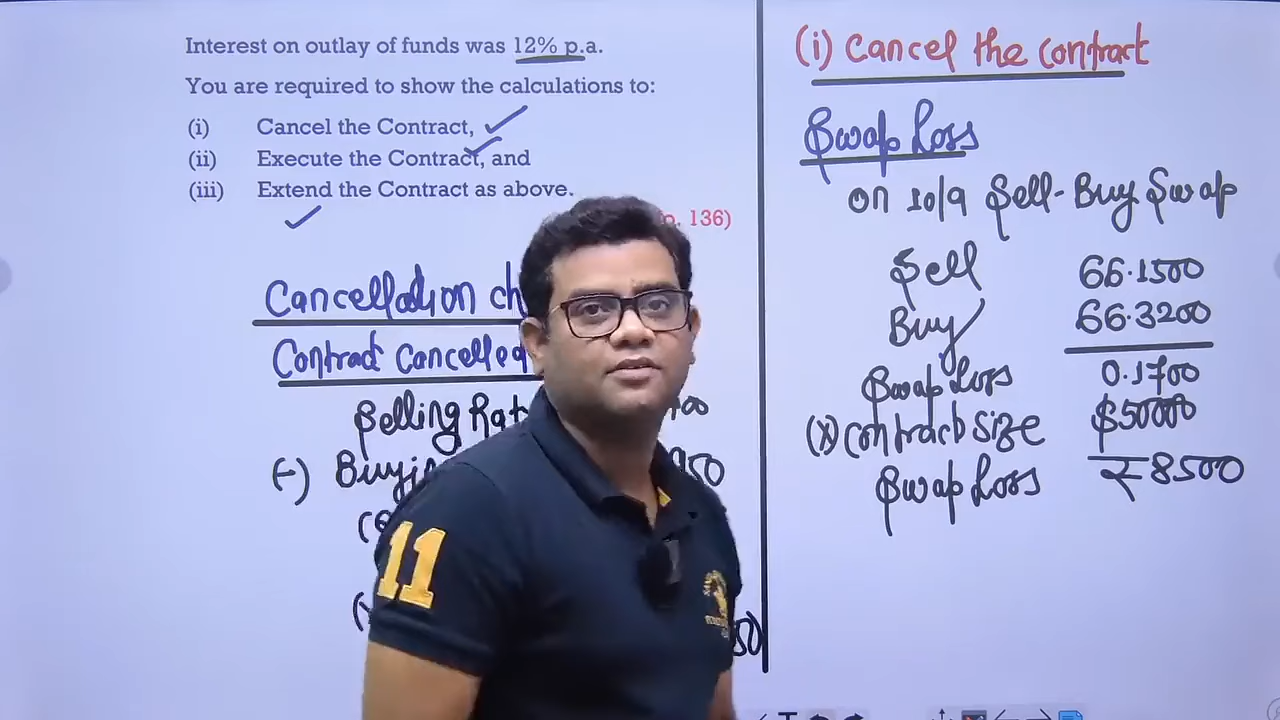 Interest on outlay of funds was 12% p.a.
You are required to show the calculations to:
(i) Cancel the Contract,
(ii) Execute the Contract, and
(iii) Extend the Contract as above.
136)
Cancellation
Contract Cancelled
Selling
(-)
11
(i) Cancel the contract
Swap Loss
on 10/9 Sell-Buy Swap
Sell 66.1500
Buy 66.3200
Swap Loss 0.1700
(x) contract size $50000
Swap Loss ₹8500